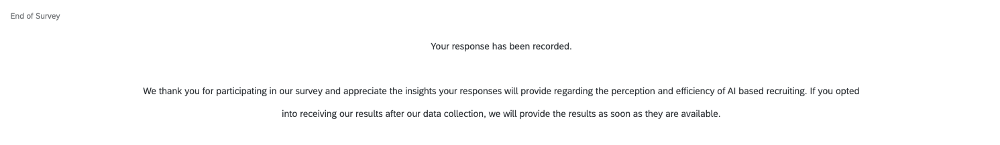 End of Survey
Your response has been recorded.
We thank you for participating in our survey and appreciate the insights your responses will provide regarding the perception and efficiency of AI based recruiting. If you opted
into receiving our results after our data collection, we will provide the results as soon as they are available.